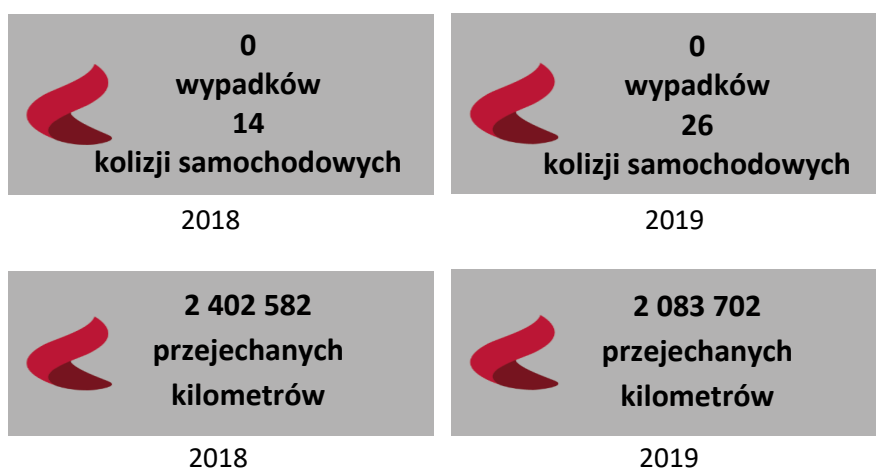 0
wypadków
14
kolizji samochodowych
2018
0
wypadków
26
kolizji samochodowych
2019
2 402 582
przejechanych
kilometrów
2018
2 083 702
przejechanych
kilometrów
2019